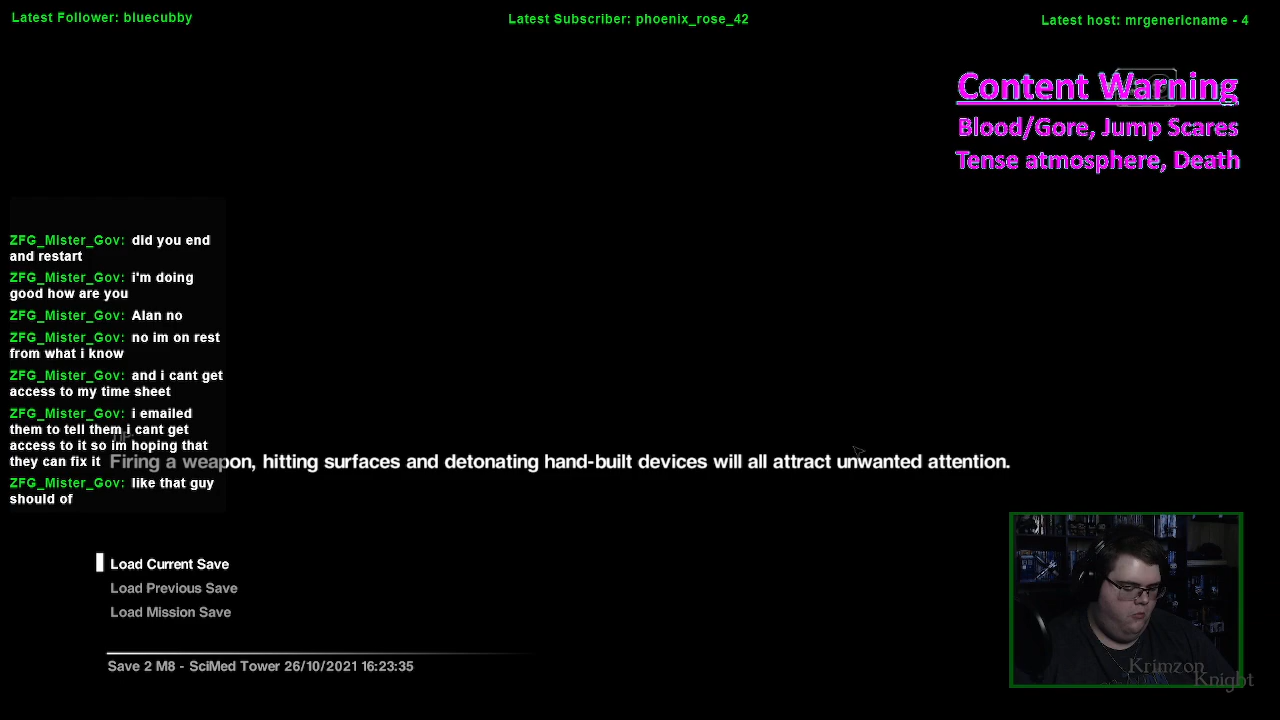 Latest Follower: bluecubby
Latest Subscriber: phoenix_rose_42
Latest host: mrgenericname - 4
Content Warning
Blood/Gore, Jump Scares
Tense atmosphere, Death
ZFG_Mister_Gov: did you end
and restart
ZFG_Mister_Gov: i'm doing
good how are you
ZFG_Mister_Gov: Alan no
ZFG_Mister_Gov: no im on rest
from what i know
ZFG_Mister_Gov: and i cant get
access to my time sheet
ZFG_Mister_Gov: i emailed
them to tell them i cant get
access to it so im hoping that
they can fix it
ZFG_Mister_Gov: like that guy
should of
Firing a weapon, hitting surfaces and detonating hand-built devices will all attract unwanted attention.
Load Current Save
Load Previous Save
Load Mission Save
Save 2 M8 - SciMed Tower 26/10/2021 16:23:35
Krimzon
Knight